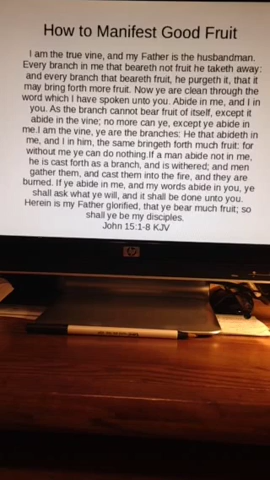 How to Manifest Good Fruit
I am the true vine, and my Father is the husbandman.
Every branch in me that beareth not fruit he taketh away:
and every branch that beareth fruit, he purgeth it, that it
may bring forth more fruit. Now ye are clean through the
word which I have spoken unto you. Abide in me, and I in
you. As the branch cannot bear fruit of itself, except it
abide in the vine; no more can ye, except ye abide in
me.I am the vine, ye are the branches: He that abideth in
me, and I in him, the same bringeth forth much fruit: for
without me ye can do nothing.If a man abide not in me,
he is cast forth as a branch, and is withered; and men
gather them, and cast them into the fire, and they are
burned. If ye abide in me, and my words abide in you, ye
shall ask what ye will, and it shall be done unto you.
Herein is my Father glorified, that ye bear much fruit; so
shall ye be my disciples.
John 15:1-8 KJV
hp